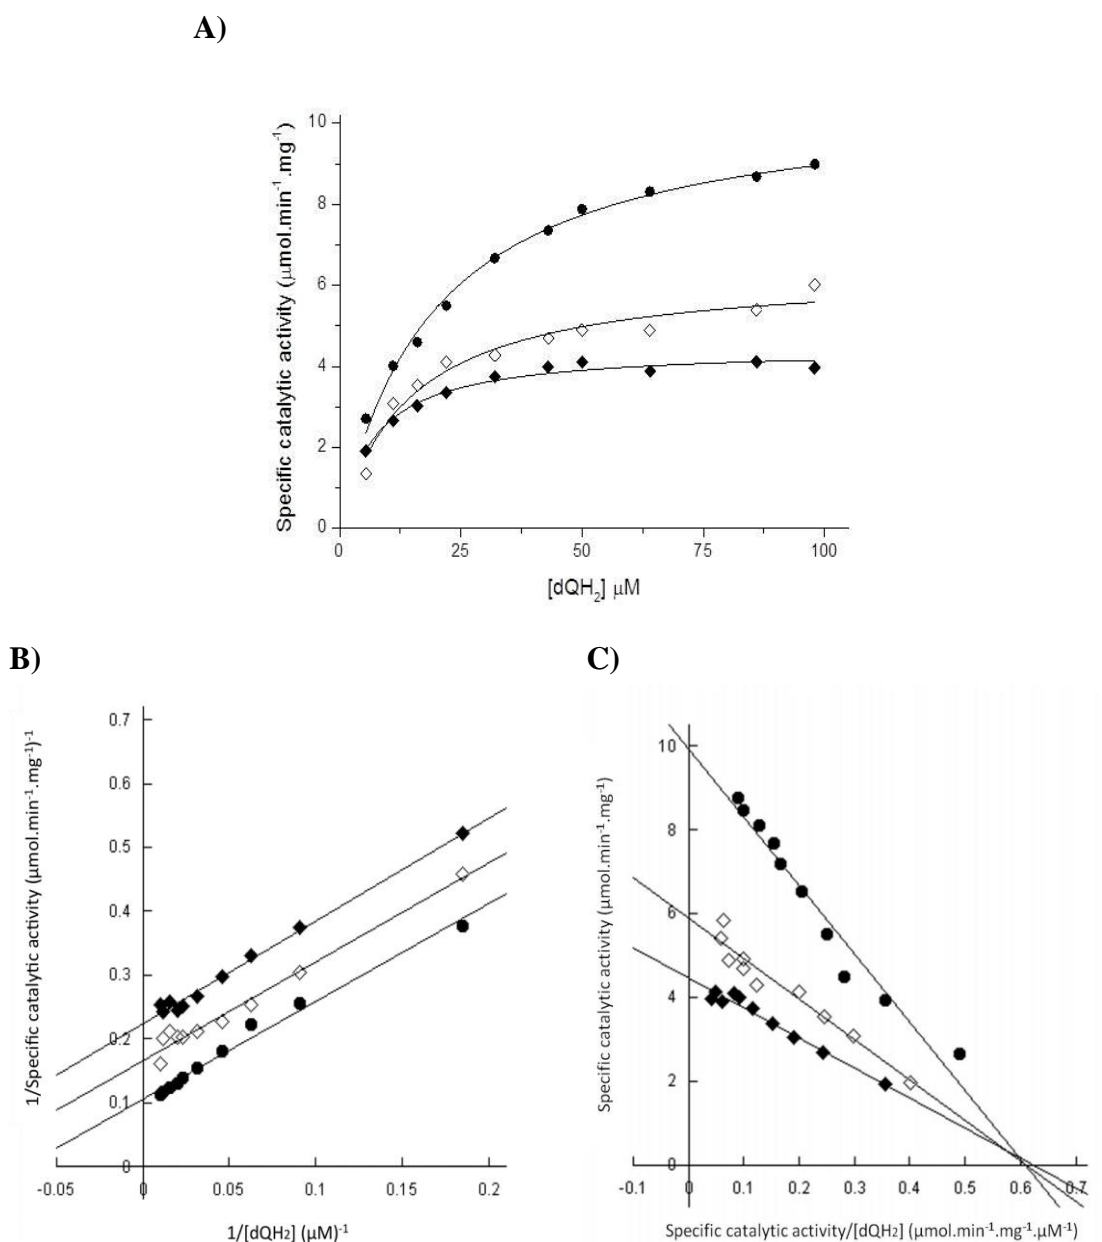 A)
Specific catalytic activity (μmol.min⁻¹.mg⁻¹)
10
8
6
4
2
0
0 25 50 75 100
[dQH₂] μM
B)
1/Specific catalytic activity (μmol.min⁻¹.mg⁻¹)⁻¹
0.7
0.6
0.5
0.4
0.3
0.2
0.1
0
-0.05 0 0.05 0.1 0.15 0.2
1/[dQH₂] (μM)⁻¹
C)
Specific catalytic activity (μmol.min⁻¹.mg⁻¹)
10
8
6
4
2
0
-0.1 0 0.1 0.2 0.3 0.4 0.5 0.6 0.7
Specific catalytic activity/[dQH₂] (μmol.min⁻¹.mg⁻¹.μM⁻¹)